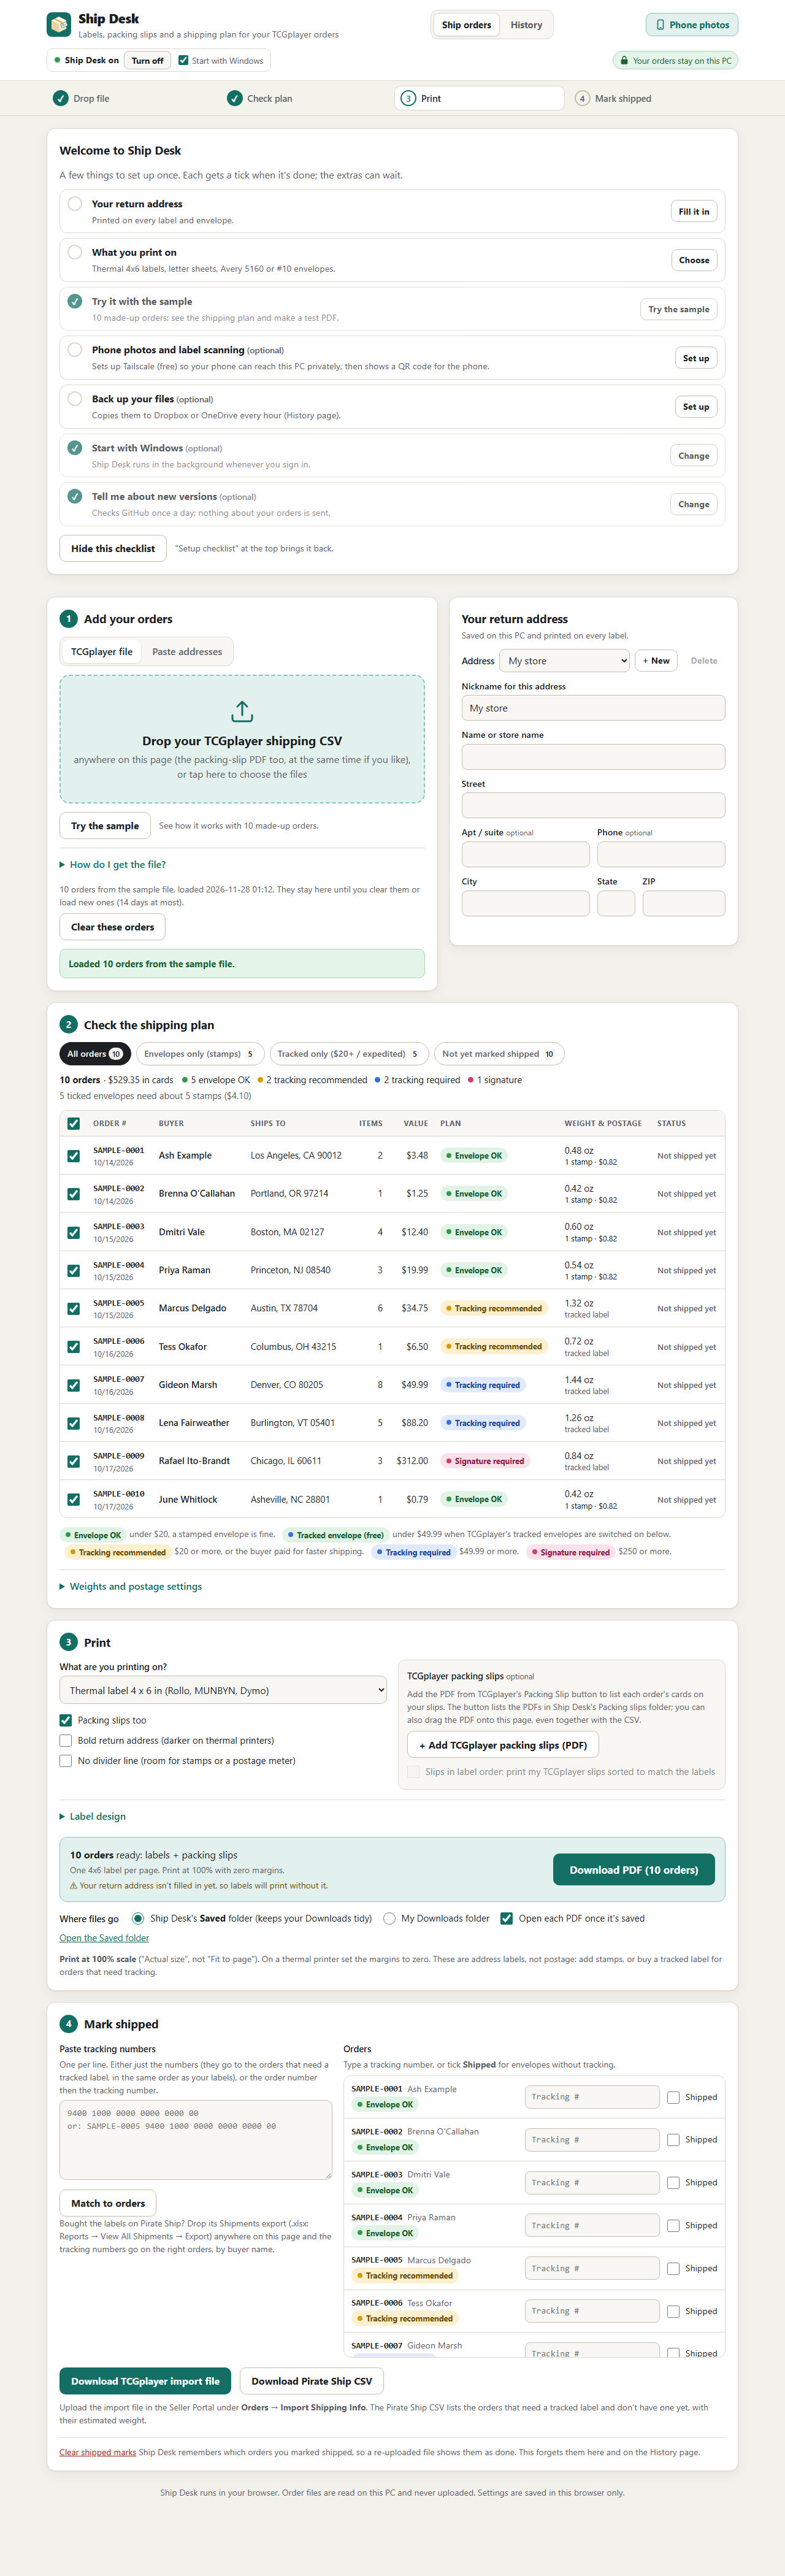 Ship Desk
Labels, packing slips and a shipping plan for your TCGplayer orders
Ship orders
History
Phone photos
Ship Desk on
Turn off
Start with Windows
Your orders stay on this PC
Drop file
Check plan
3 Print
4 Mark shipped
Welcome to Ship Desk
A few things to set up once. Each gets a tick when it's done; the extras can wait.
Your return address
Printed on every label and envelope.
Fill it in
What you print on
Thermal 4x6 labels, letter sheets, Avery 5160 or #10 envelopes.
Choose
Try it with the sample
10 made-up orders: see the shipping plan and make a test PDF.
Try the sample
Phone photos and label scanning (optional)
Sets up Tailscale (free) so your phone can reach this PC privately, then shows a QR code for the phone.
Set up
Back up your files (optional)
Copies them to Dropbox or OneDrive every hour (History page).
Set up
Start with Windows (optional)
Ship Desk runs in the background whenever you sign in.
Change
Tell me about new versions (optional)
Checks GitHub once a day; nothing about your orders is sent.
Change
Hide this checklist
"Setup checklist" at the top brings it back.
1 Add your orders
TCGplayer file
Paste addresses
Drop your TCGplayer shipping CSV
anywhere on this page (the packing-slip PDF too, at the same time if you like),
or tap here to choose the files
Try the sample
See how it works with 10 made-up orders.
How do I get the file?
10 orders from the sample file, loaded 2026-11-28 01:12. They stay here until you clear them or
load new ones (14 days at most).
Clear these orders
Loaded 10 orders from the sample file.
Your return address
Saved on this PC and printed on every label.
Address
My store
+ New
Delete
Nickname for this address
My store
Name or store name
Street
Apt / suite optional
Phone optional
City
State
ZIP
2 Check the shipping plan
All orders 10
Envelopes only (stamps) 5
Tracked only ($20+ / expedited) 5
Not yet marked shipped 10
10 orders · $529.35 in cards 5 envelope OK 2 tracking recommended 2 tracking required 1 signature
5 ticked envelopes need about 5 stamps ($4.10)
ORDER # BUYER SHIPS TO ITEMS VALUE PLAN WEIGHT & POSTAGE STATUS
SAMPLE-0001 10/14/2026 Ash Example Los Angeles, CA 90012 2 $3.48 Envelope OK 0.48 oz 1 stamp · $0.82 Not shipped yet
SAMPLE-0002 10/14/2026 Brenna O'Callahan Portland, OR 97214 1 $1.25 Envelope OK 0.42 oz 1 stamp · $0.82 Not shipped yet
SAMPLE-0003 10/15/2026 Dmitri Vale Boston, MA 02127 4 $12.40 Envelope OK 0.60 oz 1 stamp · $0.82 Not shipped yet
SAMPLE-0004 10/15/2026 Priya Raman Princeton, NJ 08540 3 $19.99 Envelope OK 0.54 oz 1 stamp · $0.82 Not shipped yet
SAMPLE-0005 10/15/2026 Marcus Delgado Austin, TX 78704 6 $34.75 Tracking recommended 1.32 oz tracked label Not shipped yet
SAMPLE-0006 10/16/2026 Tess Okafor Columbus, OH 43215 1 $6.50 Tracking recommended 0.72 oz tracked label Not shipped yet
SAMPLE-0007 10/16/2026 Gideon Marsh Denver, CO 80205 8 $49.99 Tracking required 1.44 oz tracked label Not shipped yet
SAMPLE-0008 10/16/2026 Lena Fairweather Burlington, VT 05401 5 $88.20 Tracking required 1.26 oz tracked label Not shipped yet
SAMPLE-0009 10/17/2026 Rafael Ito-Brandt Chicago, IL 60611 3 $312.00 Signature required 0.84 oz tracked label Not shipped yet
SAMPLE-0010 10/17/2026 June Whitlock Asheville, NC 28801 1 $0.79 Envelope OK 0.42 oz 1 stamp · $0.82 Not shipped yet
Envelope OK under $20, a stamped envelope is fine. Tracked envelope (free) under $49.99 when TCGplayer's tracked envelopes are switched on below.
Tracking recommended $20 or more, or the buyer paid for faster shipping. Tracking required $49.99 or more. Signature required $250 or more.
Weights and postage settings
3 Print
What are you printing on?
Thermal label 4 x 6 in (Rollo, MUNBYN, Dymo)
Packing slips too
Bold return address (darker on thermal printers)
No divider line (room for stamps or a postage meter)
TCGplayer packing slips optional
Add the PDF from TCGplayer's Packing Slip button to list each order's cards on
your slips. The button lists the PDFs in Ship Desk's Packing slips folder; you can
also drag the PDF onto this page, even together with the CSV.
+ Add TCGplayer packing slips (PDF)
Slips in label order: print my TCGplayer slips sorted to match the labels
Label design
10 orders ready: labels + packing slips
One 4x6 label per page. Print at 100% with zero margins.
⚠ Your return address isn't filled in yet, so labels will print without it.
Download PDF (10 orders)
Where files go
Ship Desk's Saved folder (keeps your Downloads tidy)
My Downloads folder
Open each PDF once it's saved
Open the Saved folder
Print at 100% scale ("Actual size", not "Fit to page"). On a thermal printer set the margins to zero. These are address labels, not postage: add stamps, or buy a tracked label for
orders that need tracking.
4 Mark shipped
Paste tracking numbers
One per line. Either just the numbers (they go to the orders that need a
tracked label, in the same order as your labels), or the order number
then the tracking number.
9400 1000 0000 0000 0000 00
or: SAMPLE-0005 9400 1000 0000 0000 0000 00
Match to orders
Bought the labels on Pirate Ship? Drop its Shipments export (.xlsx:
Reports → View All Shipments → Export) anywhere on this page and the
tracking numbers go on the right orders, by buyer name.
Orders
Type a tracking number, or tick Shipped for envelopes without tracking.
SAMPLE-0001 Ash Example
Envelope OK
Tracking #
Shipped
SAMPLE-0002 Brenna O'Callahan
Envelope OK
Tracking #
Shipped
SAMPLE-0003 Dmitri Vale
Envelope OK
Tracking #
Shipped
SAMPLE-0004 Priya Raman
Envelope OK
Tracking #
Shipped
SAMPLE-0005 Marcus Delgado
Tracking recommended
Tracking #
Shipped
SAMPLE-0006 Tess Okafor
Tracking recommended
Tracking #
Shipped
SAMPLE-0007 Gideon Marsh
Tracking #
Shipped
Download TCGplayer import file
Download Pirate Ship CSV
Upload the import file in the Seller Portal under Orders → Import Shipping Info. The Pirate Ship CSV lists the orders that need a tracked label and don't have one yet, with
their estimated weight.
Clear shipped marks Ship Desk remembers which orders you marked shipped, so a re-uploaded file shows them as done. This forgets them here and on the History page.
Ship Desk runs in your browser. Order files are read on this PC and never uploaded. Settings are saved in this browser only.